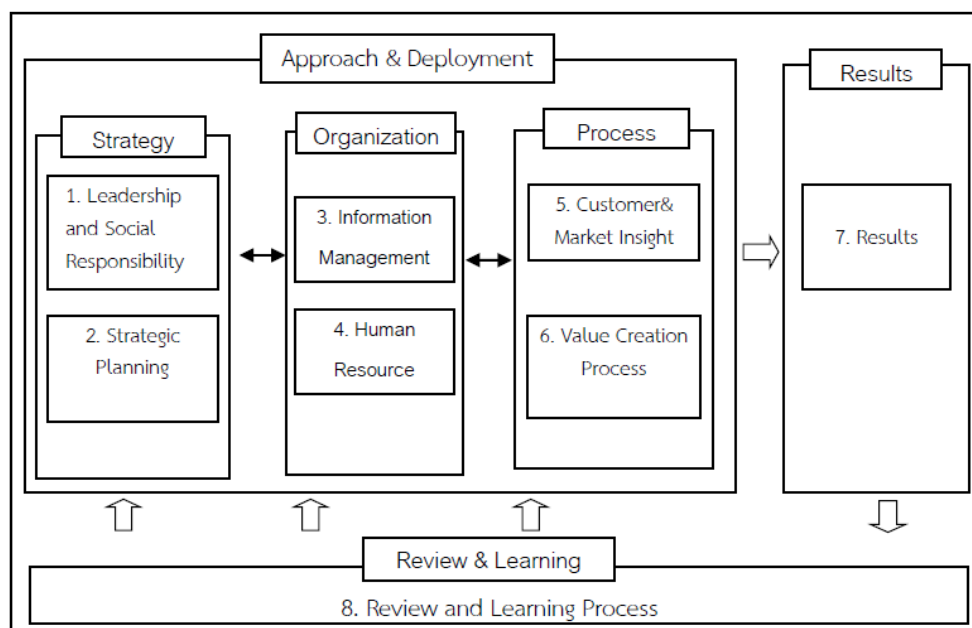 Approach & Deployment
Results
Strategy
Organization
Process
1. Leadership
and Social
Responsibility
2. Strategic
Planning
3. Information
Management
4. Human
Resource
5. Customer&
Market Insight
6. Value Creation
Process
7. Results
Review & Learning
8. Review and Learning Process